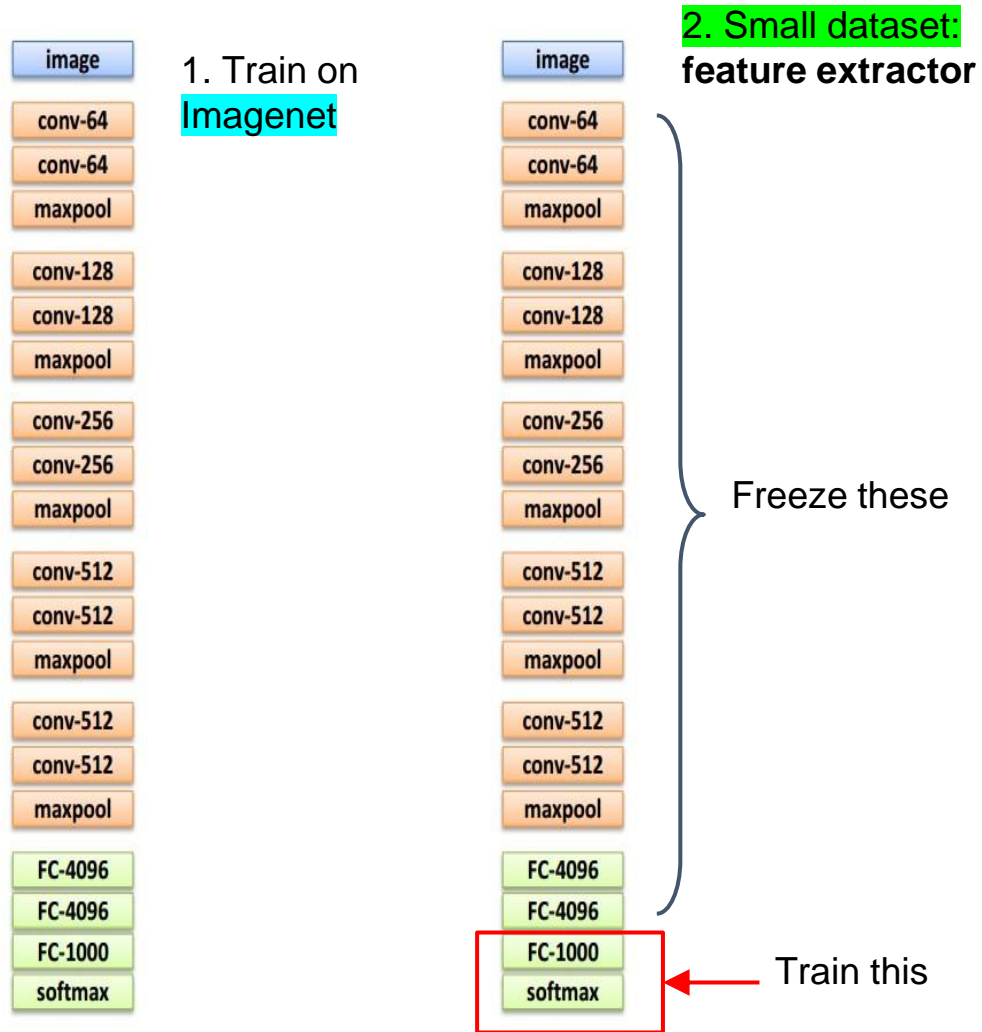 image
conv-64
conv-64
maxpool
conv-128
conv-128
maxpool
conv-256
conv-256
maxpool
conv-512
conv-512
maxpool
conv-512
conv-512
maxpool
FC-4096
FC-4096
FC-1000
softmax
1. Train on
Imagenet
image
conv-64
conv-64
maxpool
conv-128
conv-128
maxpool
conv-256
conv-256
maxpool
conv-512
conv-512
maxpool
conv-512
conv-512
maxpool
FC-4096
FC-4096
FC-1000
softmax
2. Small dataset:
feature extractor
Freeze these
Train this